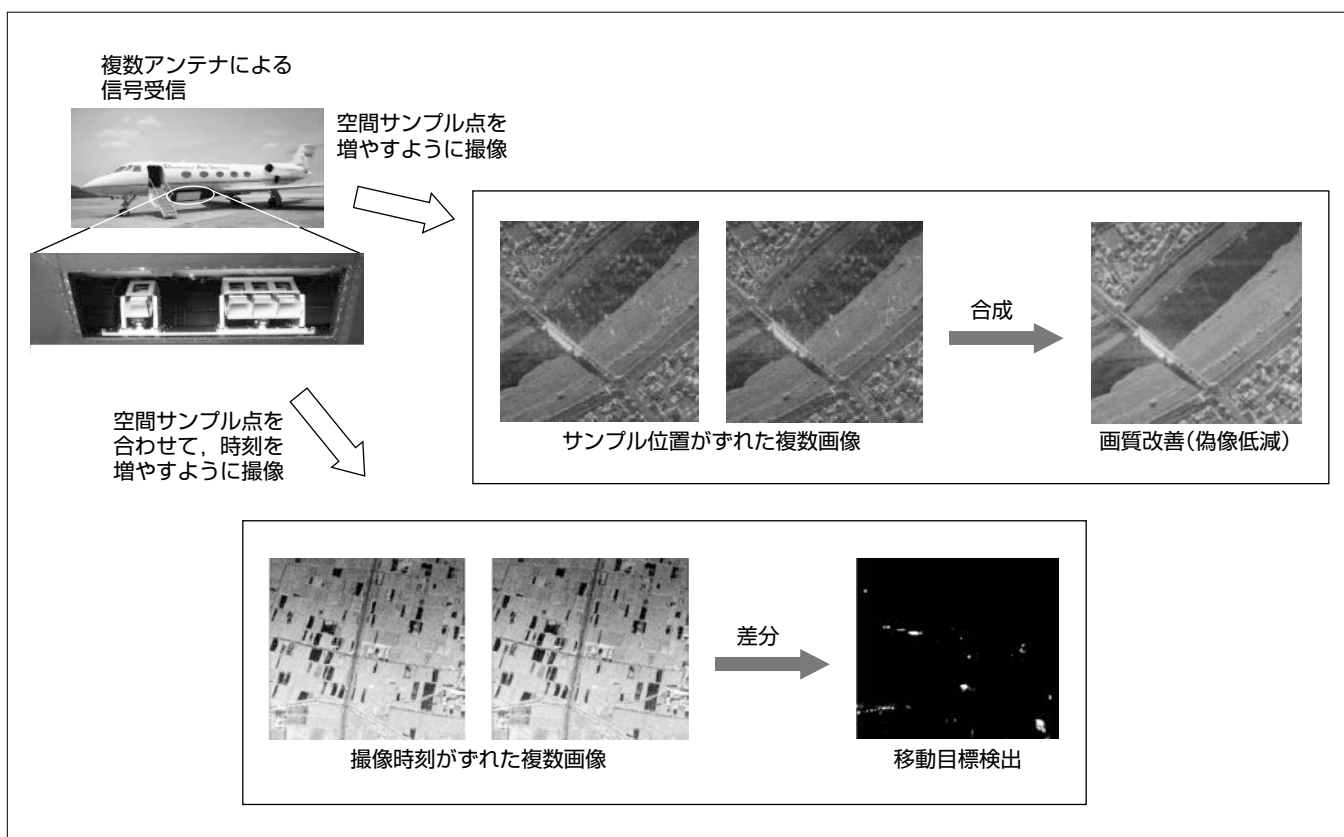 複数アンテナによる
信号受信
空間サンプル点を
増やすように撮像
合成
サンプル位置がずれた複数画像
画質改善(偽像低減)
空間サンプル点を
合わせて，時刻を
増やすように撮像
差分
撮像時刻がずれた複数画像
移動目標検出